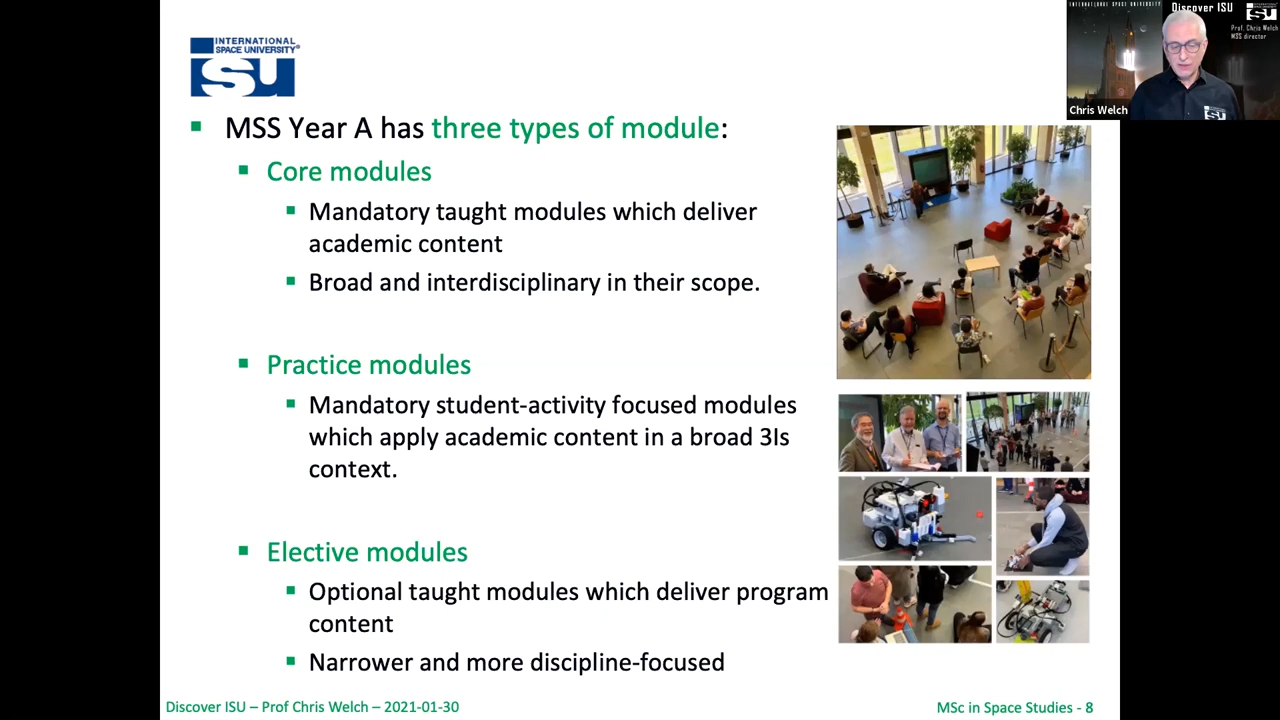 INTERNATIONAL
SPACE UNIVERSITY®
iSU
MSS Year A has three types of module:
Core modules
Mandatory taught modules which deliver
academic content
Broad and interdisciplinary in their scope.
Practice modules
Mandatory student-activity focused modules
which apply academic content in a broad 3Is
context.
Elective modules
Optional taught modules which deliver program
content
Narrower and more discipline-focused
Discover ISU – Prof Chris Welch – 2021-01-30
MSc in Space Studies - 8
INTERNATIONAL SPACE UNIVERSITY
Discover ISU
Prof. Chris Welch
MSS director
Chris Welch